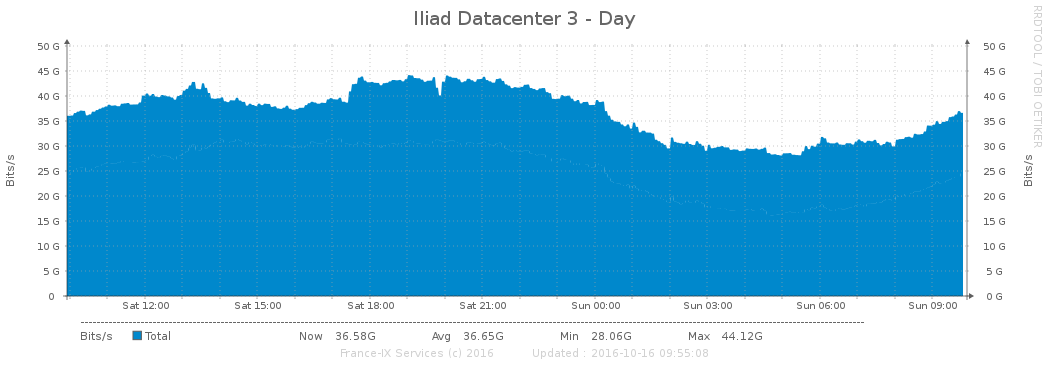 Iliad Datacenter 3 - Day
RRDTOOL / TOBI OETIKER
50 G 50 G
45 G 45 G
40 G 40 G
35 G 35 G
30 G 30 G
25 G 25 G
20 G 20 G
15 G 15 G
10 G 10 G
5 G 5 G
0 0 G
Bits/s Bits/s
Sat 12:00 Sat 15:00 Sat 18:00 Sat 21:00 Sun 00:00 Sun 03:00 Sun 06:00 Sun 09:00
Bits/s Total Now 36.58G Avg 36.65G Min 28.06G Max 44.12G
France-IX Services (c) 2016 Updated : 2016-10-16 09:55:08